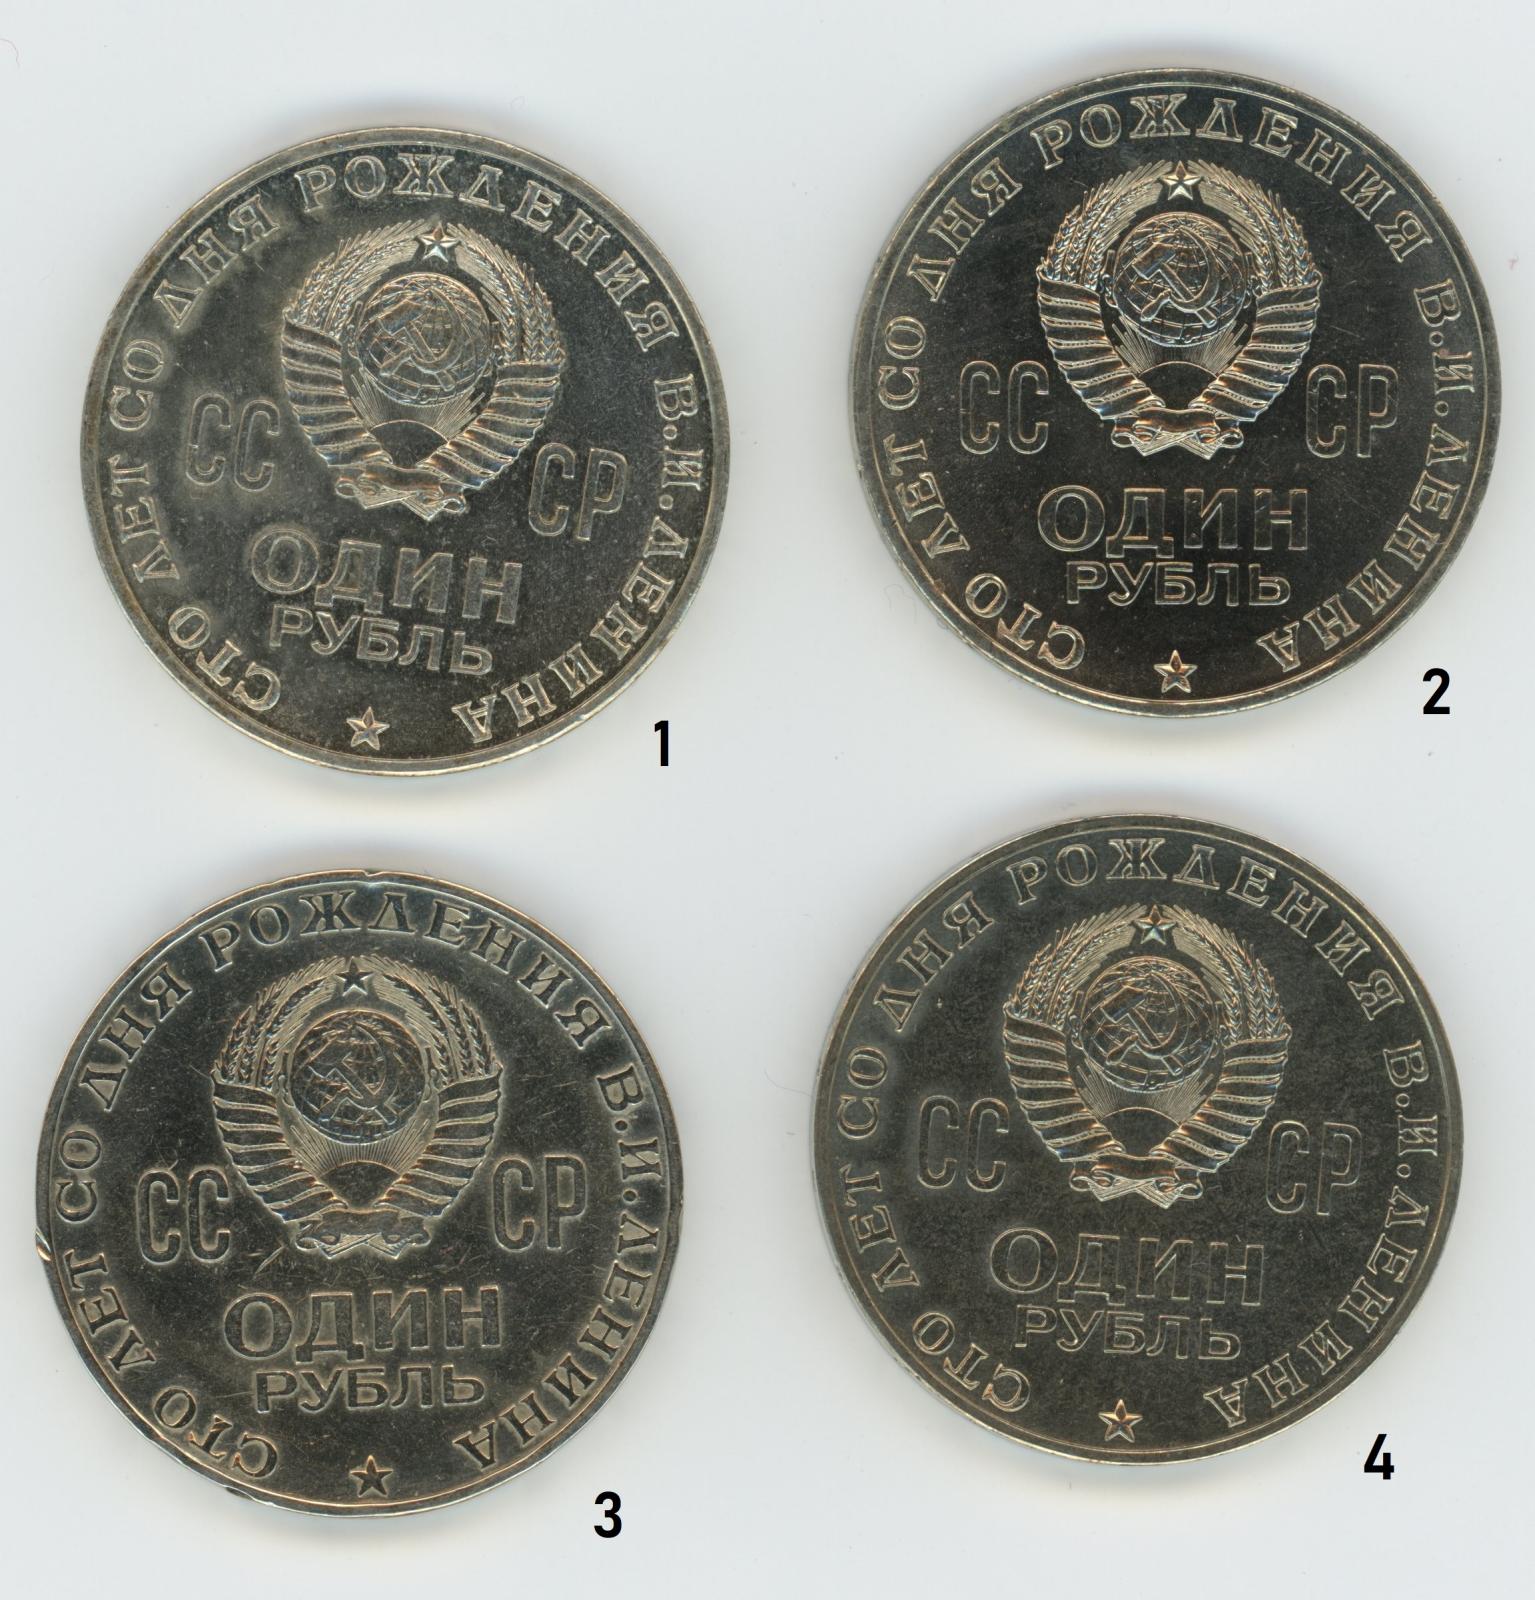 СТО ЛЕТ СО ДНЯ РОЖДЕНИЯ В.И.ЛЕНИНА
СС СР
ОДИН
РУБЛЬ
1
СТО ЛЕТ СО ДНЯ РОЖДЕНИЯ В.И.ЛЕНИНА
СС СР
ОДИН
РУБЛЬ
2
СТО ЛЕТ СО ДНЯ РОЖДЕНИЯ В.И.ЛЕНИНА
СС СР
ОДИН
РУБЛЬ
3
СТО ЛЕТ СО ДНЯ РОЖДЕНИЯ В.И.ЛЕНИНА
СС СР
ОДИН
РУБЛЬ
4